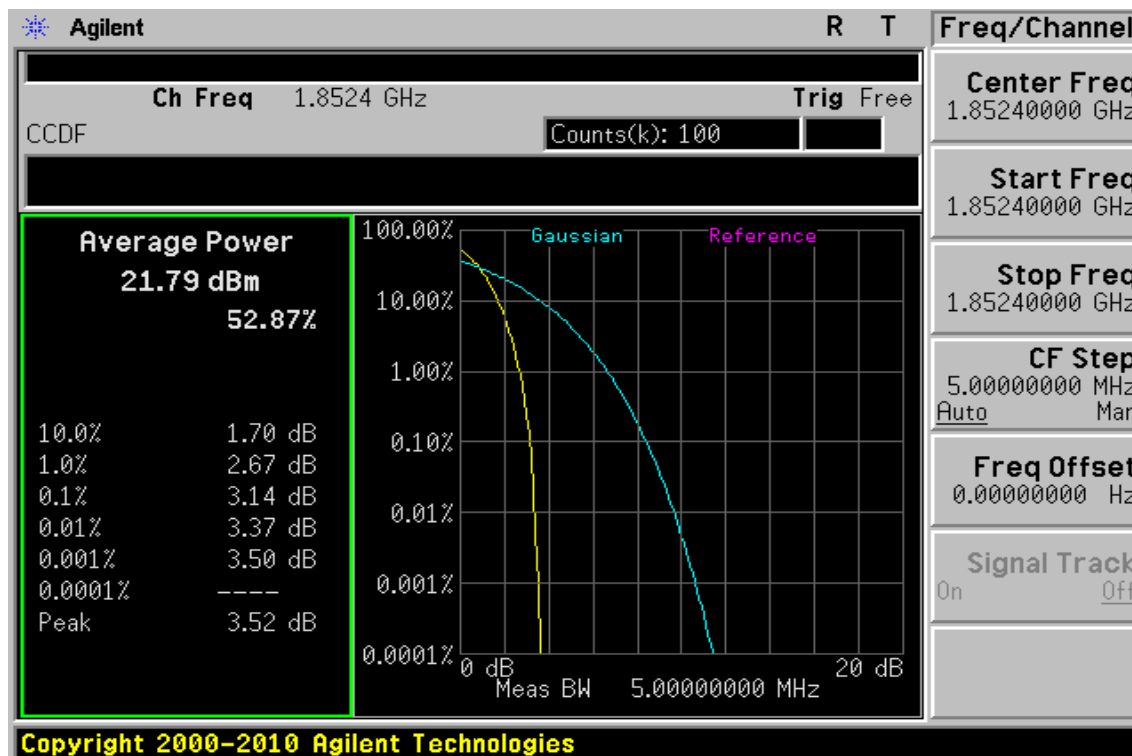 Agilent R T Freq/Channel
Ch Freq 1.8524 GHz Trig Free
CCDF Counts(k): 100
Average Power
21.79 dBm
52.87%
10.0% 1.70 dB
1.0% 2.67 dB
0.1% 3.14 dB
0.01% 3.37 dB
0.001% 3.50 dB
0.0001% ----
Peak 3.52 dB
Gaussian Reference
100.00%
10.00%
1.00%
0.10%
0.01%
0.001%
0.0001%
0 dB 20 dB
Meas BW 5.00000000 MHz
Center Freq
1.85240000 GHz
Start Freq
1.85240000 GHz
Stop Freq
1.85240000 GHz
CF Step
5.00000000 MHz
Auto Man
Freq Offset
0.00000000 Hz
Signal Track
On Off
Copyright 2000-2010 Agilent Technologies